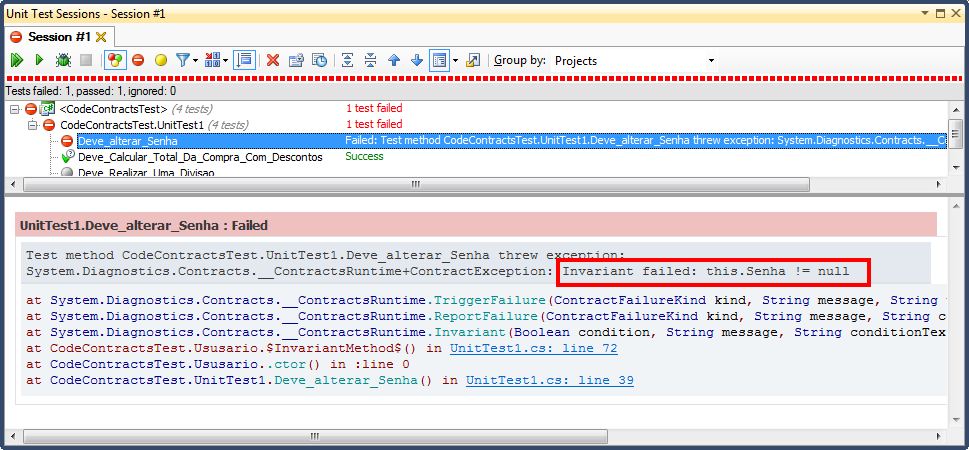 Unit Test Sessions - Session #1
Session #1
Group by: Projects
Tests failed: 1, passed: 1, ignored: 0
<CodeContractsTest> (4 tests) 1 test failed
CodeContractsTest.UnitTest1 (4 tests) 1 test failed
Deve_alterar_Senha Failed: Test method CodeContractsTest.UnitTest1.Deve_alterar_Senha threw exception: System.Diagnostics.Contracts.__Co
Deve_Calcular_Total_Da_Compra_Com_Descontos Success
Deve_Realizar_Uma_Divisao
UnitTest1.Deve_alterar_Senha : Failed
Test method CodeContractsTest.UnitTest1.Deve_alterar_Senha threw exception:
System.Diagnostics.Contracts.__ContractsRuntime+ContractException: Invariant failed: this.Senha != null
at System.Diagnostics.Contracts.__ContractsRuntime.TriggerFailure(ContractFailureKind kind, String message, String
at System.Diagnostics.Contracts.__ContractsRuntime.ReportFailure(ContractFailureKind kind, String message, String c
at System.Diagnostics.Contracts.__ContractsRuntime.Invariant(Boolean condition, String message, String conditionTex
at CodeContractsTest.Ususario.$InvariantMethod$() in UnitTest1.cs: line 72
at CodeContractsTest.Ususario..ctor() in :line 0
at CodeContractsTest.UnitTest1.Deve_alterar_Senha() in UnitTest1.cs: line 39